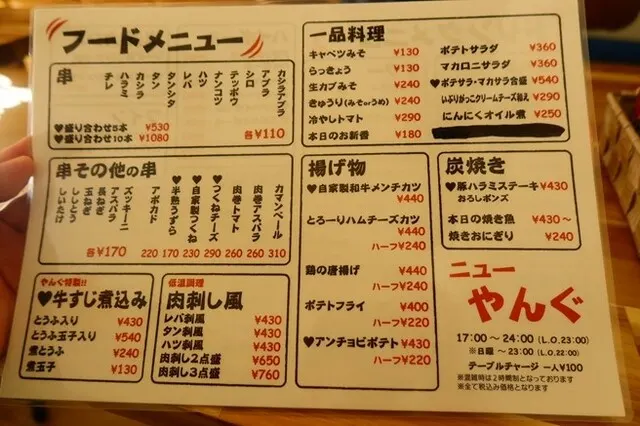 フードメニュー
串
カシラアブラ
アブラ
シロ
テッポウ
ナンコツ
ハツ
レバ
タンシタ
タン
カシラ
ハラミ
チレ
各¥110
♥盛り合わせ5本 ¥530
♥盛り合わせ10本 ¥1080
串その他の串
カマンベール 310
肉巻アスパラ 260
肉巻トマト 260
♥つくねチーズ 290
♥自家製つくね 230
♥半熟うずら 170
アボカド 220
ズッキーニ
アスパラ
長ねぎ
玉ねぎ
ししとう
しいたけ
各¥170
やんぐ特製!!
♥牛すじ煮込み
とうふ入り ¥430
とうふ玉子入り ¥540
煮とうふ ¥240
煮玉子 ¥130
低温調理
肉刺し風
レバ刺風 ¥430
タン刺風 ¥430
ハツ刺風 ¥430
肉刺し2点盛 ¥650
肉刺し3点盛 ¥760
一品料理
キャベツみそ ¥130
らっきょう ¥130
生カブみそ ¥240
きゅうり(みそorうめ) ¥240
冷やしトマト ¥290
本日のお新香 ¥180
ポテトサラダ ¥360
マカロニサラダ ¥360
♥ポテサラ・マカサラ合盛 ¥540
いぶりがっこクリームチーズ和え ¥290
にんにくオイル煮 ¥250
揚げ物
♥自家製和牛メンチカツ
¥440
とろーりハムチーズカツ
¥440
ハーフ¥240
鶏の唐揚げ ¥440
ハーフ¥240
ポテトフライ ¥400
ハーフ¥220
♥アンチョビポテト ¥430
ハーフ¥220
炭焼き
♥豚ハラミステーキ ¥430
おろしポンズ
本日の焼き魚 ¥430～
焼きおにぎり ¥240
ニュー
やんぐ
17:00～24:00 (L.O.23:00)
※日曜～23:00 (L.O.22:00)
テーブルチャージ 一人¥100
※混雑時は2時間制となっております
※全て税込み価格となります